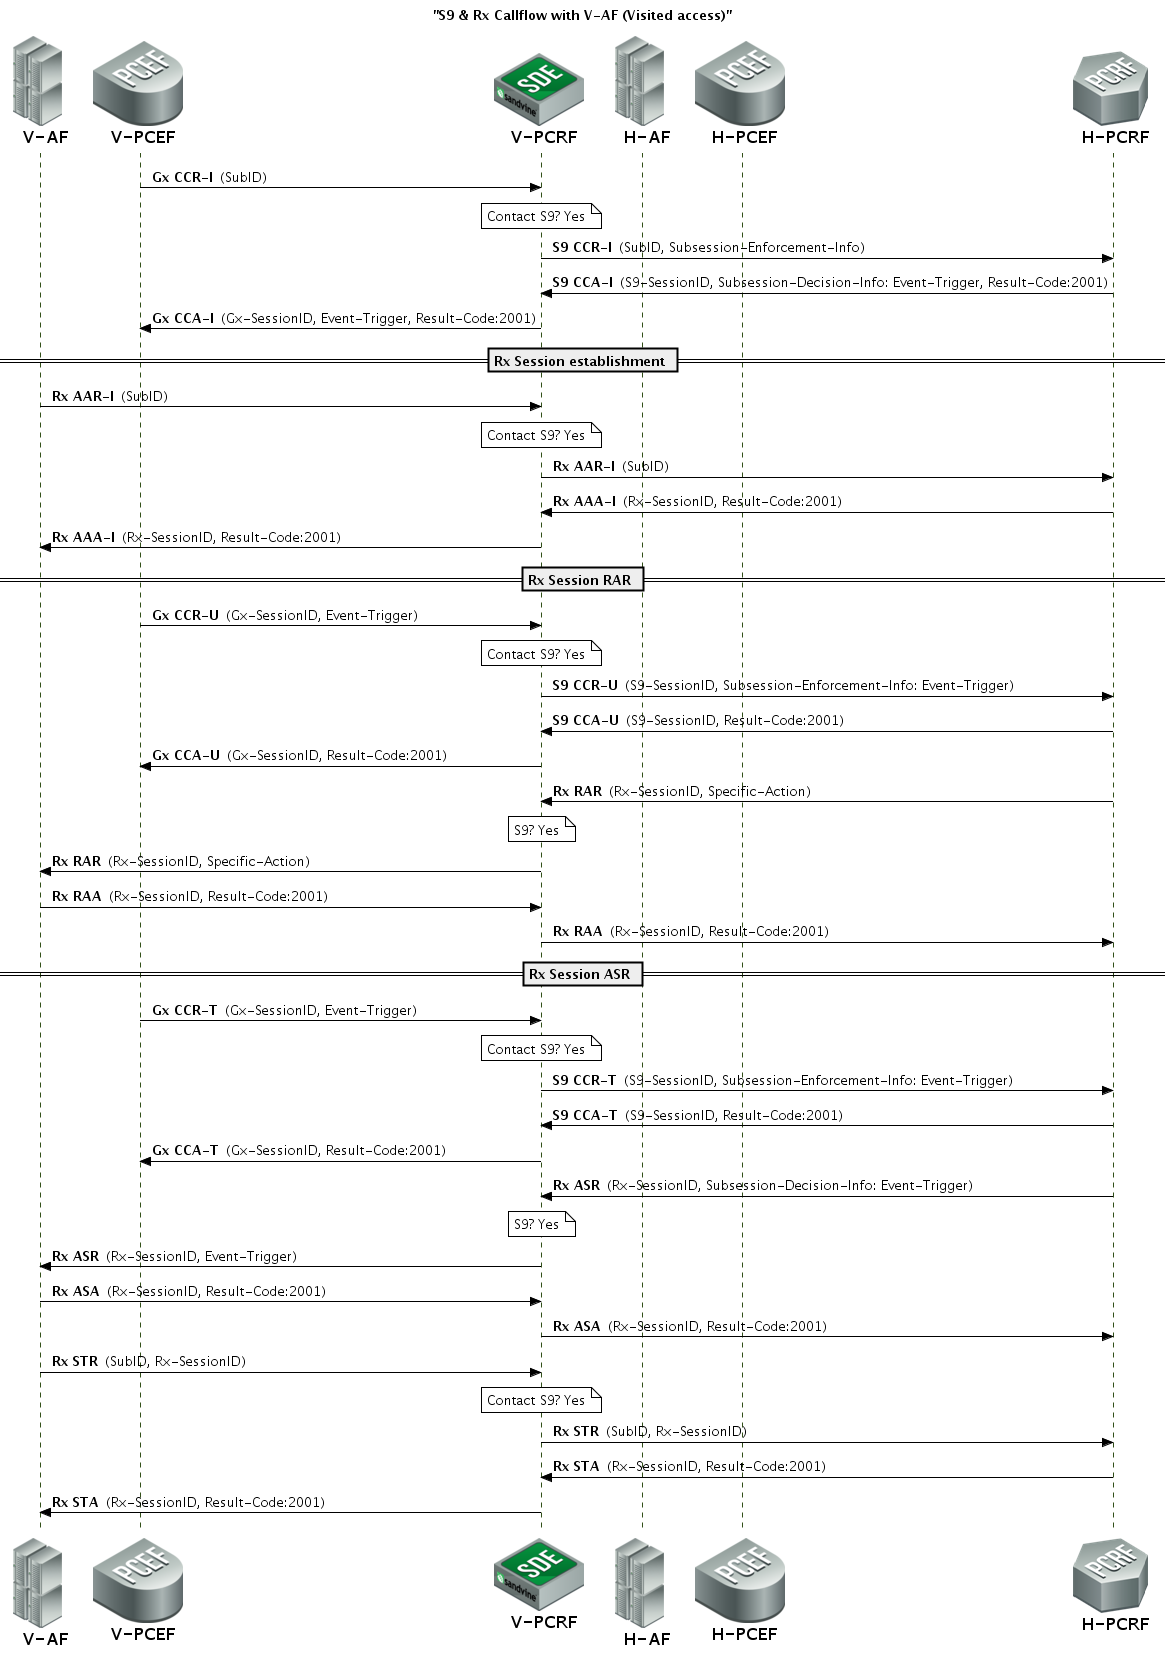 "S9 & Rx Callflow with V-AF (Visited access)"
PCEF
SDE
sandvine
PCEF
PCRF
V-AF
V-PCEF
V-PCRF
H-AF
H-PCEF
H-PCRF
Gx CCR-I (SubID)
Contact S9? Yes
S9 CCR-I (SubID, Subsession-Enforcement-Info)
S9 CCA-I (S9-SessionID, Subsession-Decision-Info: Event-Trigger, Result-Code:2001)
Gx CCA-I (Gx-SessionID, Event-Trigger, Result-Code:2001)
Rx Session establishment
Rx AAR-I (SubID)
Contact S9? Yes
Rx AAR-I (SubID)
Rx AAA-I (Rx-SessionID, Result-Code:2001)
Rx AAA-I (Rx-SessionID, Result-Code:2001)
Rx Session RAR
Gx CCR-U (Gx-SessionID, Event-Trigger)
Contact S9? Yes
S9 CCR-U (S9-SessionID, Subsession-Enforcement-Info: Event-Trigger)
S9 CCA-U (S9-SessionID, Result-Code:2001)
Gx CCA-U (Gx-SessionID, Result-Code:2001)
Rx RAR (Rx-SessionID, Specific-Action)
S9? Yes
Rx RAR (Rx-SessionID, Specific-Action)
Rx RAA (Rx-SessionID, Result-Code:2001)
Rx RAA (Rx-SessionID, Result-Code:2001)
Rx Session ASR
Gx CCR-T (Gx-SessionID, Event-Trigger)
Contact S9? Yes
S9 CCR-T (S9-SessionID, Subsession-Enforcement-Info: Event-Trigger)
S9 CCA-T (S9-SessionID, Result-Code:2001)
Gx CCA-T (Gx-SessionID, Result-Code:2001)
Rx ASR (Rx-SessionID, Subsession-Decision-Info: Event-Trigger)
S9? Yes
Rx ASR (Rx-SessionID, Event-Trigger)
Rx ASA (Rx-SessionID, Result-Code:2001)
Rx ASA (Rx-SessionID, Result-Code:2001)
Rx STR (SubID, Rx-SessionID)
Contact S9? Yes
Rx STR (SubID, Rx-SessionID)
Rx STA (Rx-SessionID, Result-Code:2001)
Rx STA (Rx-SessionID, Result-Code:2001)
PCEF
SDE
sandvine
PCEF
PCRF
V-AF
V-PCEF
V-PCRF
H-AF
H-PCEF
H-PCRF